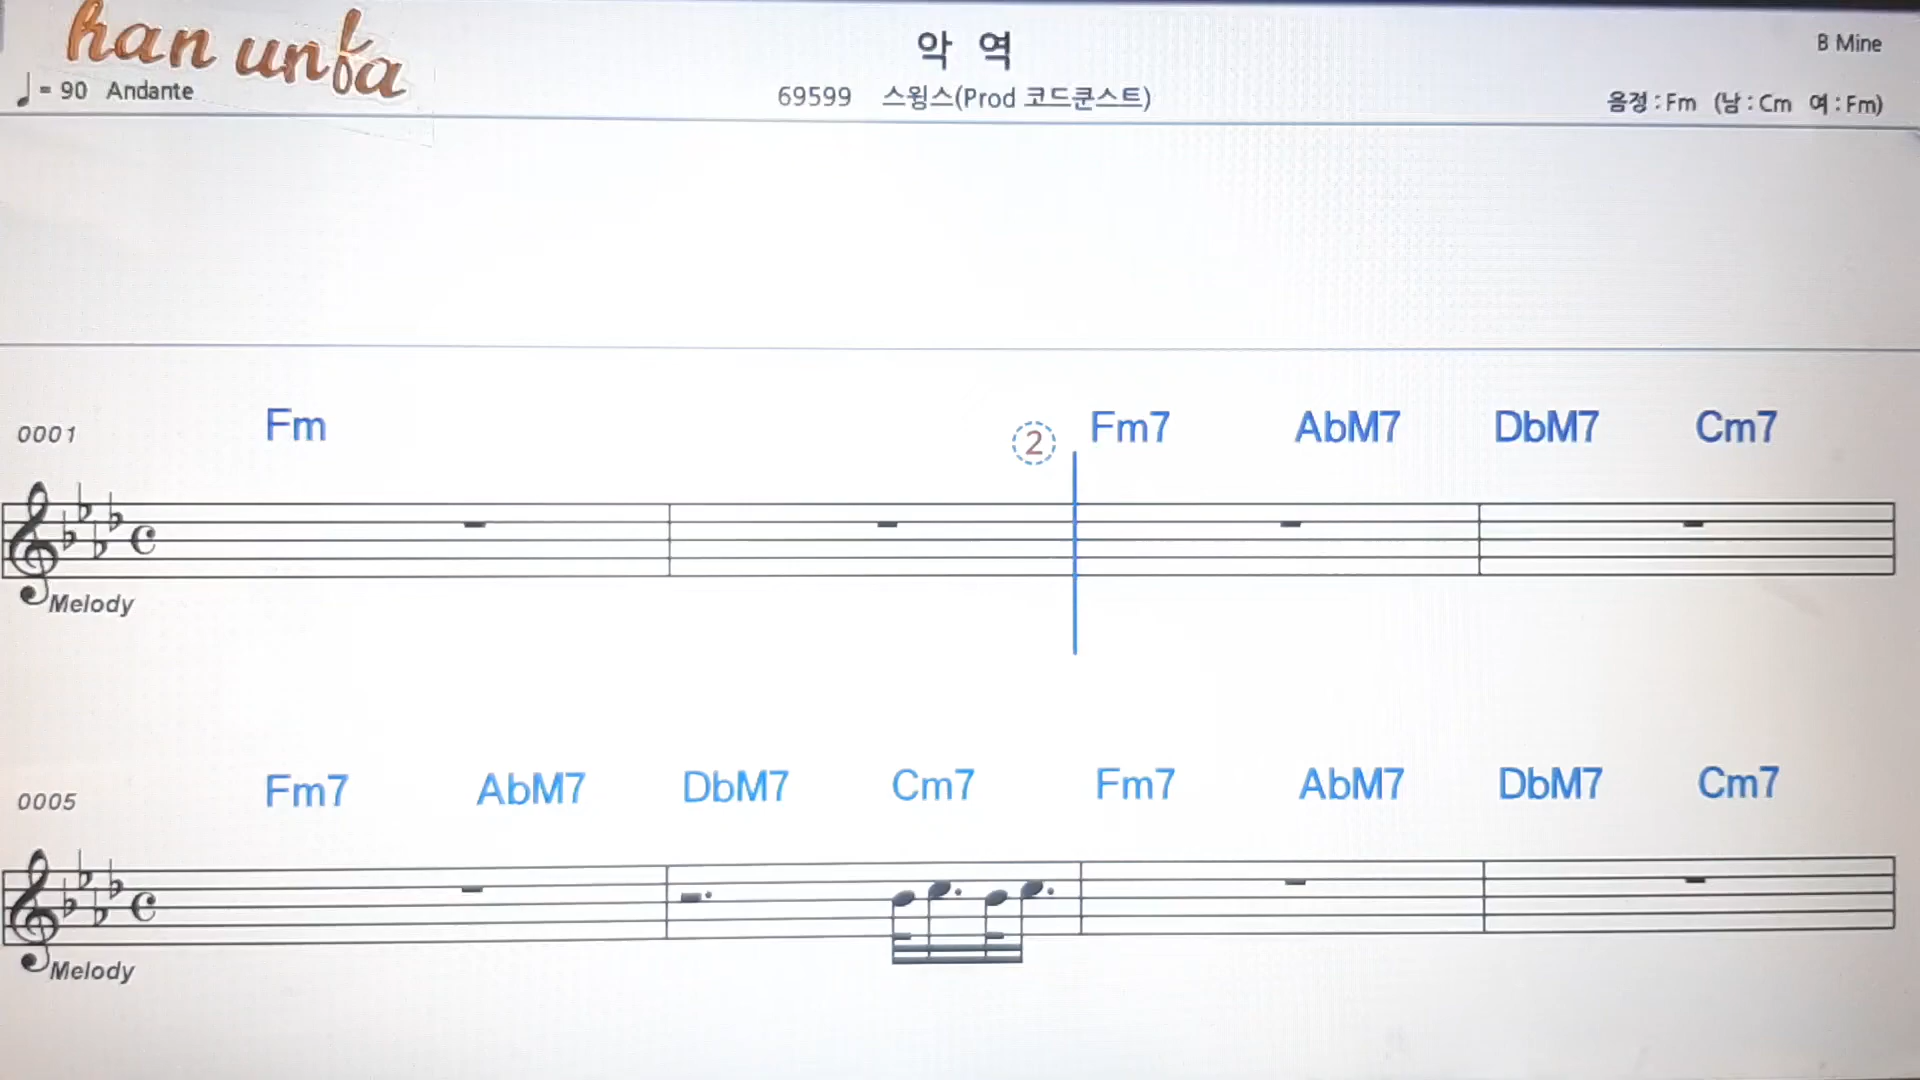 han unba
♩= 90 Andante
악 역
69599 스윙스(Prod 코드쿤스트)
B Mine
음정 : Fm (남 : Cm 여 : Fm)
0001 Fm ② Fm7 AbM7 DbM7 Cm7
Melody
0005 Fm7 AbM7 DbM7 Cm7 Fm7 AbM7 DbM7 Cm7
Melody